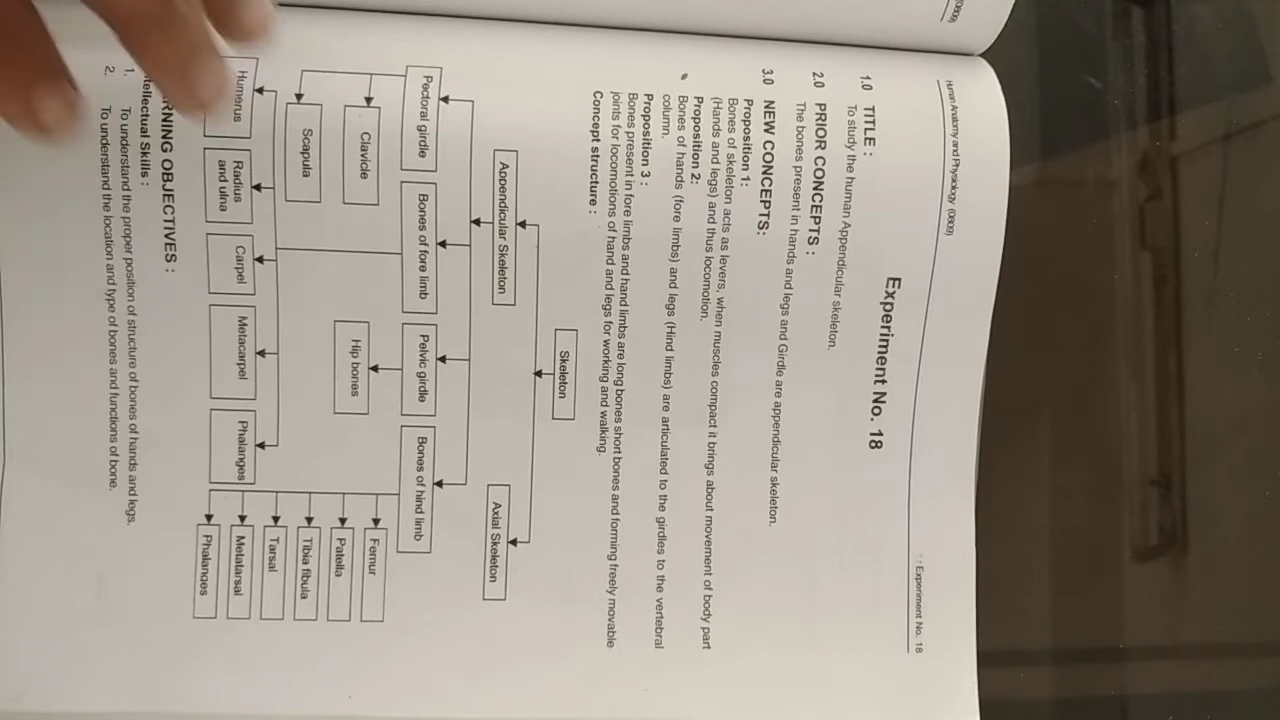 (0809)
Human Anatomy and Physiology (0809)
Experiment No. 18
Experiment No. 18
1.0 TITLE :
To study the human Appendicular skeleton.
2.0 PRIOR CONCEPTS :
The bones present in hands and legs and Girdle are appendicular skeleton.
3.0 NEW CONCEPTS:
Proposition 1:
Bones of skeleton acts as levers, when muscles compact it brings about movement of body part
(Hands and legs) and thus locomotion.
Proposition 2:
Bones of hands (fore limbs) and legs (Hind limbs) are articulated to the girdles to the vertebral
column.
Proposition 3 :
Bones present in fore limbs and hand limbs are long bones short bones and forming freely movable
joints for locomotions of hand and legs for working and walking.
Concept structure :
Skeleton
Appendicular Skeleton
Axial Skeleton
Pectoral girdle
Bones of fore limb
Pelvic girdle
Bones of hind limb
Clavicle
Scapula
Hip bones
Femur
Patella
Tibia fibula
Tarsal
Metatarsal
Phalanges
Humerus
Radius
and ulna
Carpel
Metacarpel
Phalanges
RNING OBJECTIVES :
tellectual Skills :
1. To understand the proper position of structure of bones of hands and legs.
2. To understand the location and type of bones and functions of bone.